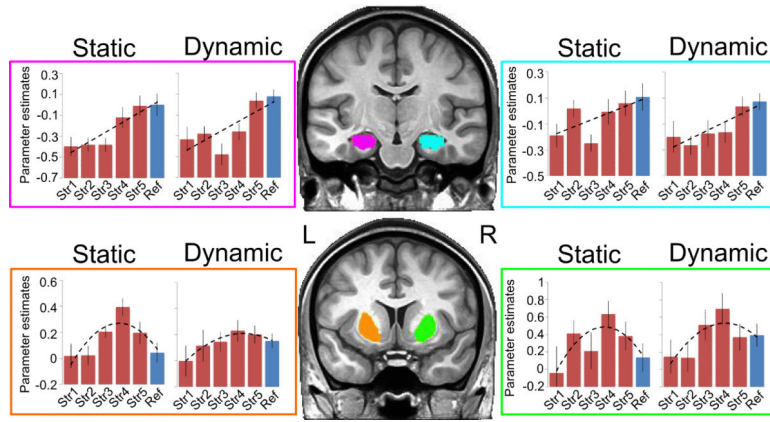 Static Dynamic
Parameter estimates
0.3
0.1
-0.1
-0.3
-0.5
-0.7
Str1 Str2 Str3 Str4 Str5 Ref
Str1 Str2 Str3 Str4 Str5 Ref
Static Dynamic
Parameter estimates
0.3
0.1
-0.1
-0.3
-0.5
Str1 Str2 Str3 Str4 Str5 Ref
Str1 Str2 Str3 Str4 Str5 Ref
L R
Static Dynamic
Parameter estimates
0.6
0.4
0.2
0
-0.2
Str1 Str2 Str3 Str4 Str5 Ref
Str1 Str2 Str3 Str4 Str5 Ref
Static Dynamic
Parameter estimates
1
0.8
0.6
0.4
0.2
0
-0.2
Str1 Str2 Str3 Str4 Str5 Ref
Str1 Str2 Str3 Str4 Str5 Ref